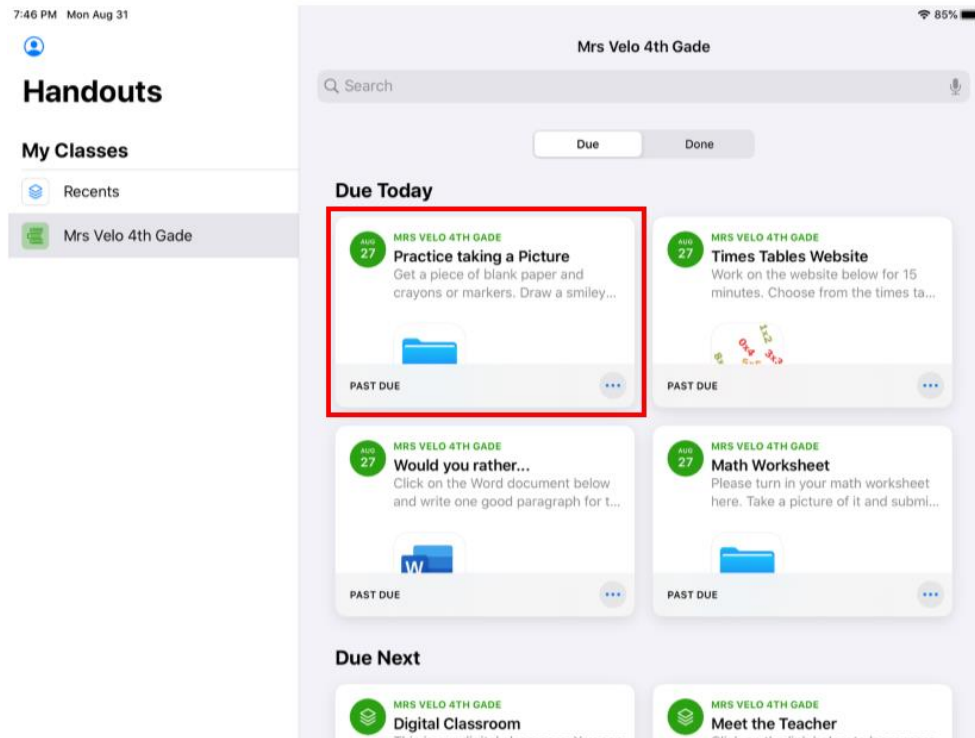 7:46 PM Mon Aug 31
85%
Handouts
My Classes
Recents
Mrs Velo 4th Gade
Mrs Velo 4th Gade
Search
Due
Done
Due Today
AUG
27
MRS VELO 4TH GADE
Practice taking a Picture
Get a piece of blank paper and
crayons or markers. Draw a smiley...
PAST DUE
AUG
27
MRS VELO 4TH GADE
Times Tables Website
Work on the website below for 15
minutes. Choose from the times ta...
1x2
0x4
3x3
PAST DUE
AUG
27
MRS VELO 4TH GADE
Would you rather...
Click on the Word document below
and write one good paragraph for t...
W
PAST DUE
AUG
27
MRS VELO 4TH GADE
Math Worksheet
Please turn in your math worksheet
here. Take a picture of it and submi...
PAST DUE
Due Next
MRS VELO 4TH GADE
Digital Classroom
MRS VELO 4TH GADE
Meet the Teacher